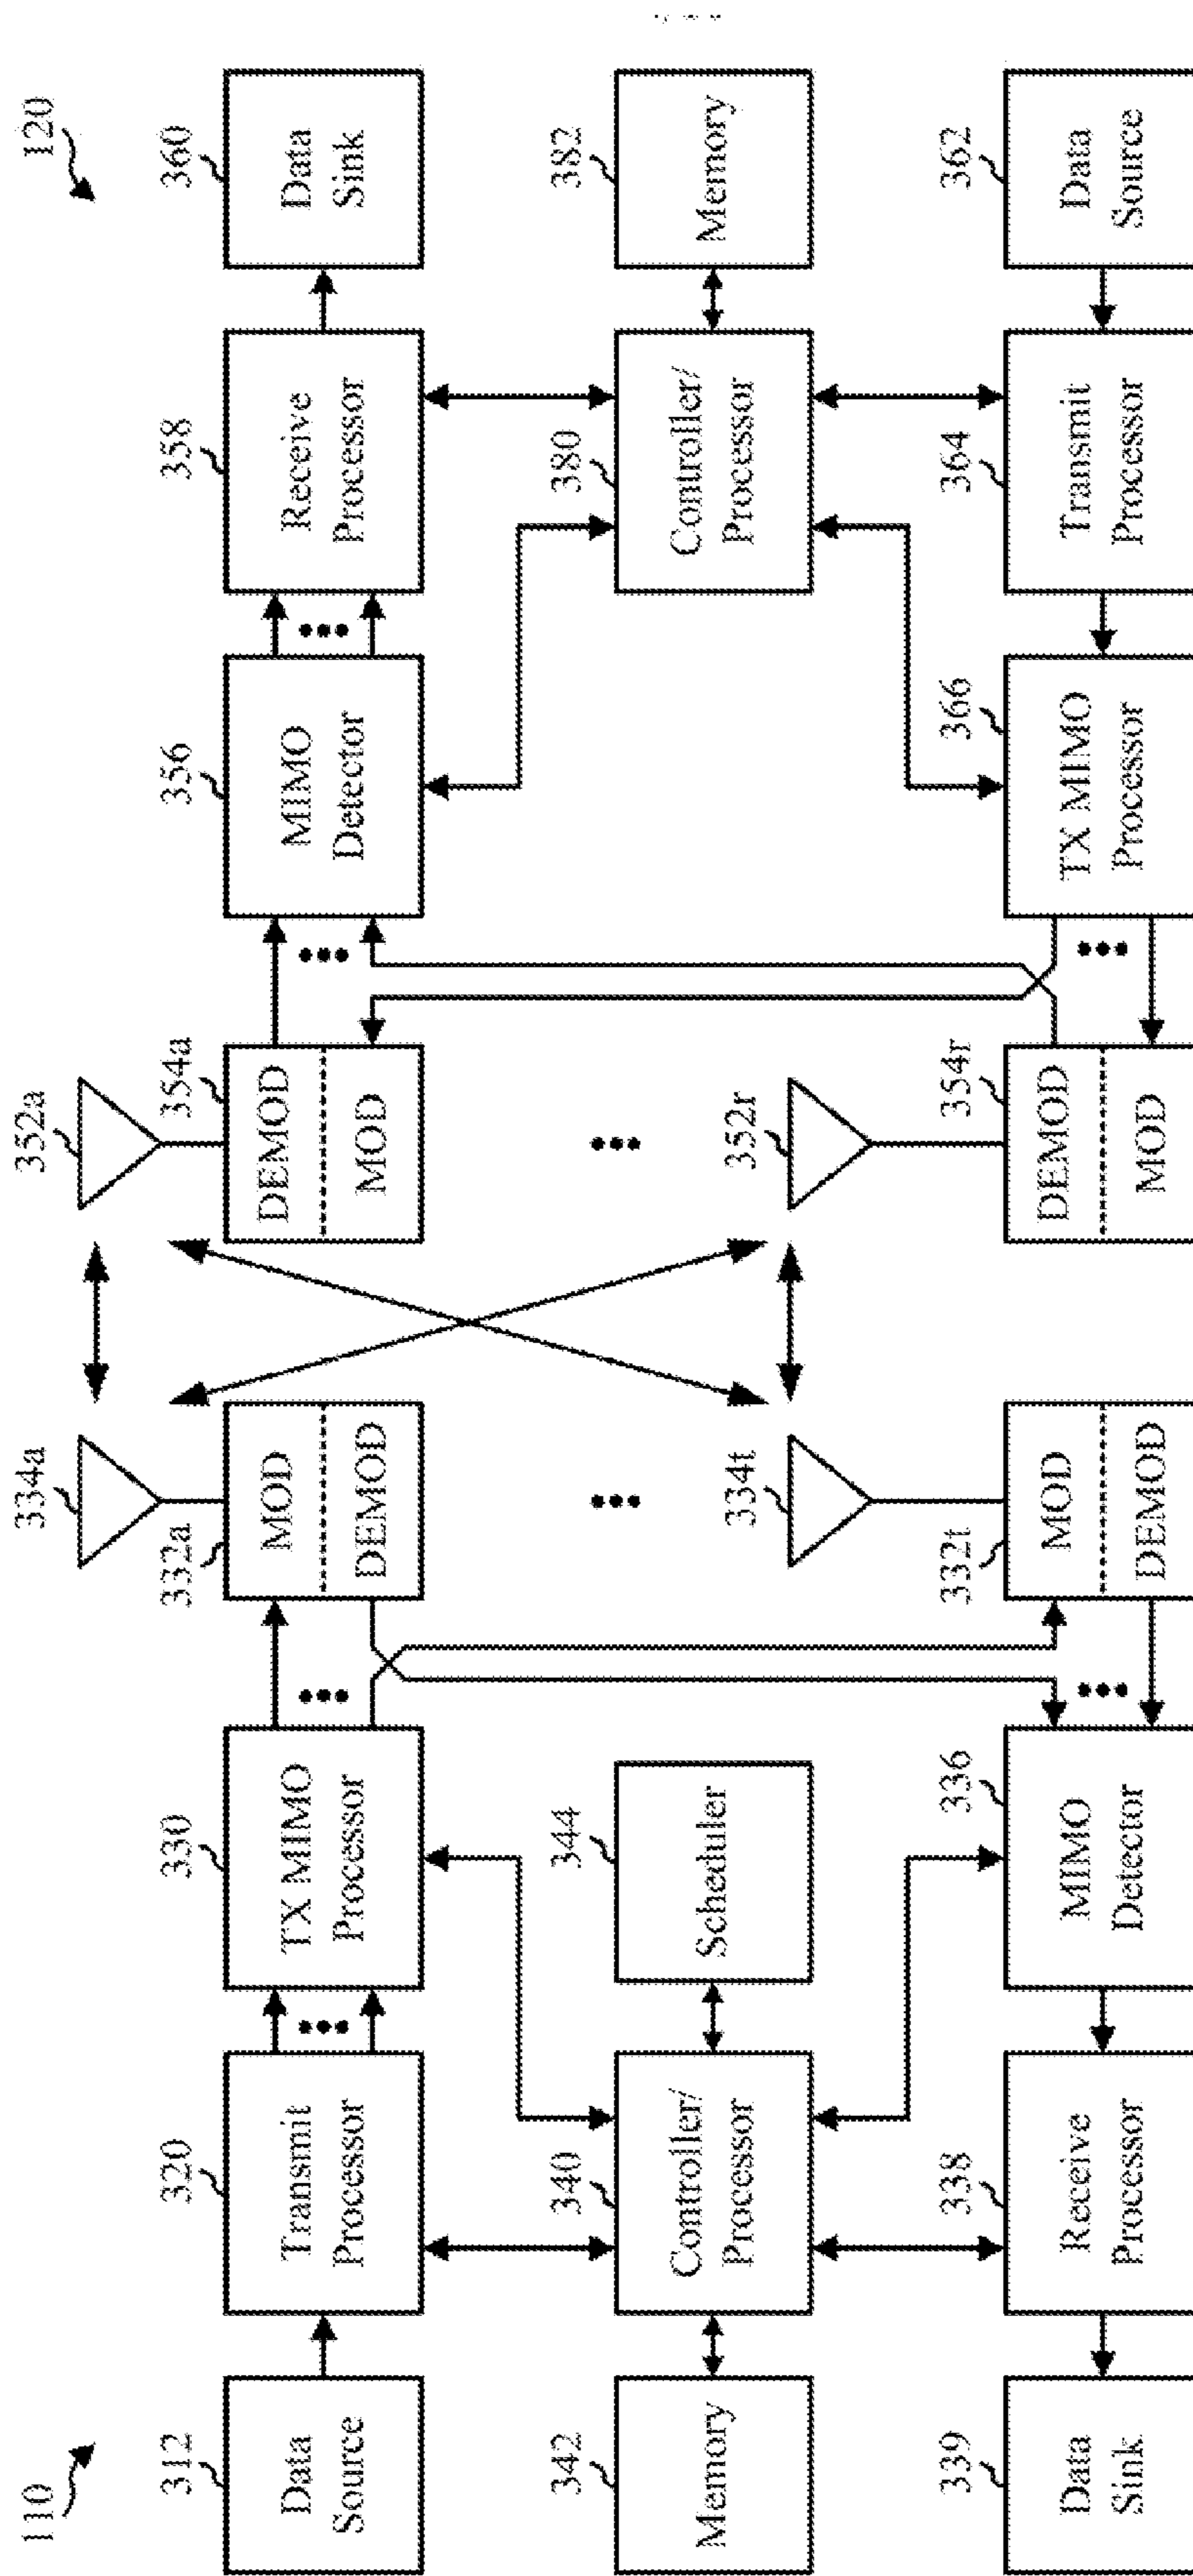 110
120
312
Data
Source
320
Transmit
Processor
330
TX MIMO
Processor
332a
MOD
DEMOD
334a
352a
354a
DEMOD
MOD
356
MIMO
Detector
358
Receive
Processor
360
Data
Sink
342
Memory
340
Controller/
Processor
344
Scheduler
334t
352r
380
Controller/
Processor
382
Memory
339
Data
Sink
338
Receive
Processor
336
MIMO
Detector
332t
MOD
DEMOD
354r
DEMOD
MOD
366
TX MIMO
Processor
364
Transmit
Processor
362
Data
Source